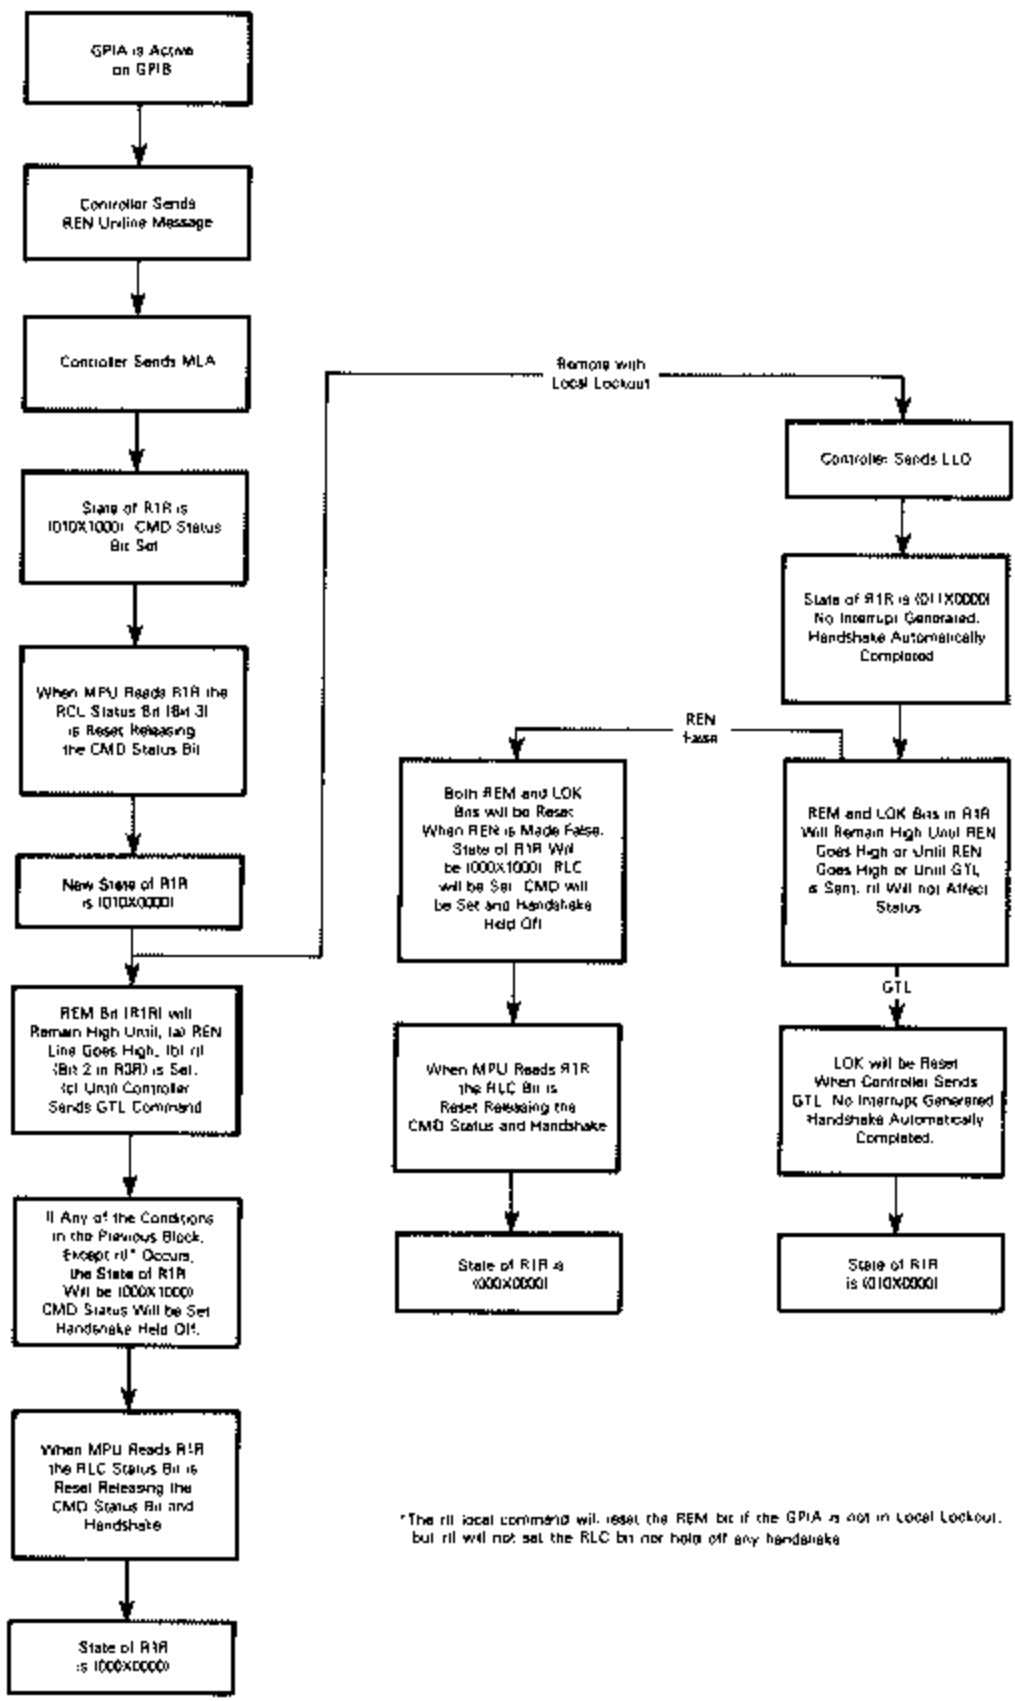 GPIA is Active
on GPIB
Controller Sends
REN Uniline Message
Controller Sends MLA
State of R1R is
(010X1000). CMD Status
Bit Set
When MPU Reads R1R the
RCL Status Bit (Bit 3)
is Reset Releasing
the CMD Status Bit
New State of R1R
is (010X0000)
REM Bit (R1R) will
Remain High Until, (a) REN
Line Goes High, (b) rtl
(Bit 2 in R3R) is Set,
(c) Until Controller
Sends GTL Command
If Any of the Conditions
in the Previous Block,
Except rtl* Occurs,
the State of R1R
Will be (000X1000)
CMD Status Will be Set
Handshake Held Off.
When MPU Reads R1R
the RLC Status Bit is
Reset Releasing the
CMD Status Bit and
Handshake
State of R1R
is (000X0000)
Remote with
Local Lockout
Controller Sends LLO
State of R1R is (011X0000)
No Interrupt Generated.
Handshake Automatically
Completed
REN
False
Both REM and LOK
Bits will be Reset
When REN is Made False.
State of R1R Will
be (000X1000). RLC
will be Set. CMD will
be Set and Handshake
Held Off
When MPU Reads R1R
the RLC Bit is
Reset Releasing the
CMD Status and Handshake
State of R1R is
(000X0000)
REM and LOK Bits in R1R
Will Remain High Until REN
Goes High or Until REN
Goes High or Until GTL
is Sent. rtl Will not Affect
Status
GTL
LOK will be Reset
When Controller Sends
GTL. No Interrupt Generated
Handshake Automatically
Completed.
State of R1R
is (010X0000)
*The rtl local command will reset the REM bit if the GPIA is not in Local Lockout,
but rtl will not set the RLC bit nor hold off any handshake